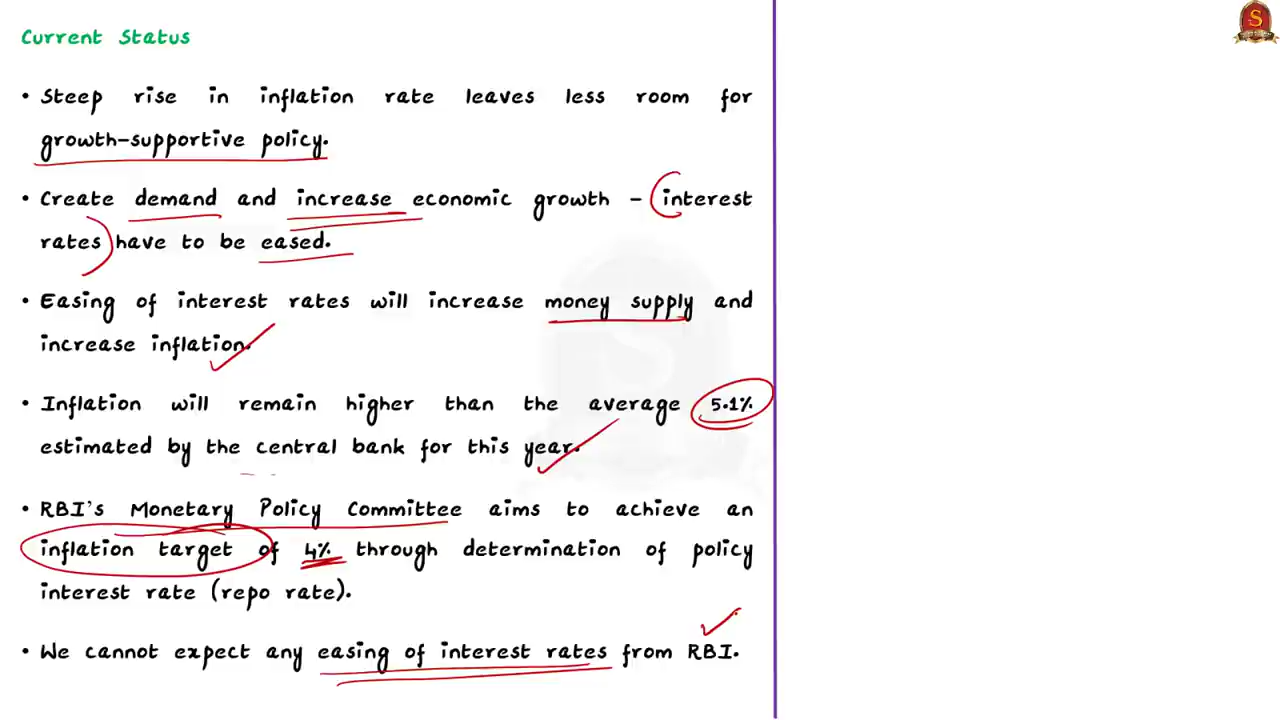 Current Status
• Steep rise in inflation rate leaves less room for
growth-supportive policy.
• Create demand and increase economic growth - interest
rates have to be eased.
• Easing of interest rates will increase money supply and
increase inflation.
• Inflation will remain higher than the average 5.1%
estimated by the central bank for this year.
• RBI's Monetary Policy Committee aims to achieve an
inflation target of 4% through determination of policy
interest rate (repo rate).
• We cannot expect any easing of interest rates from RBI.
S